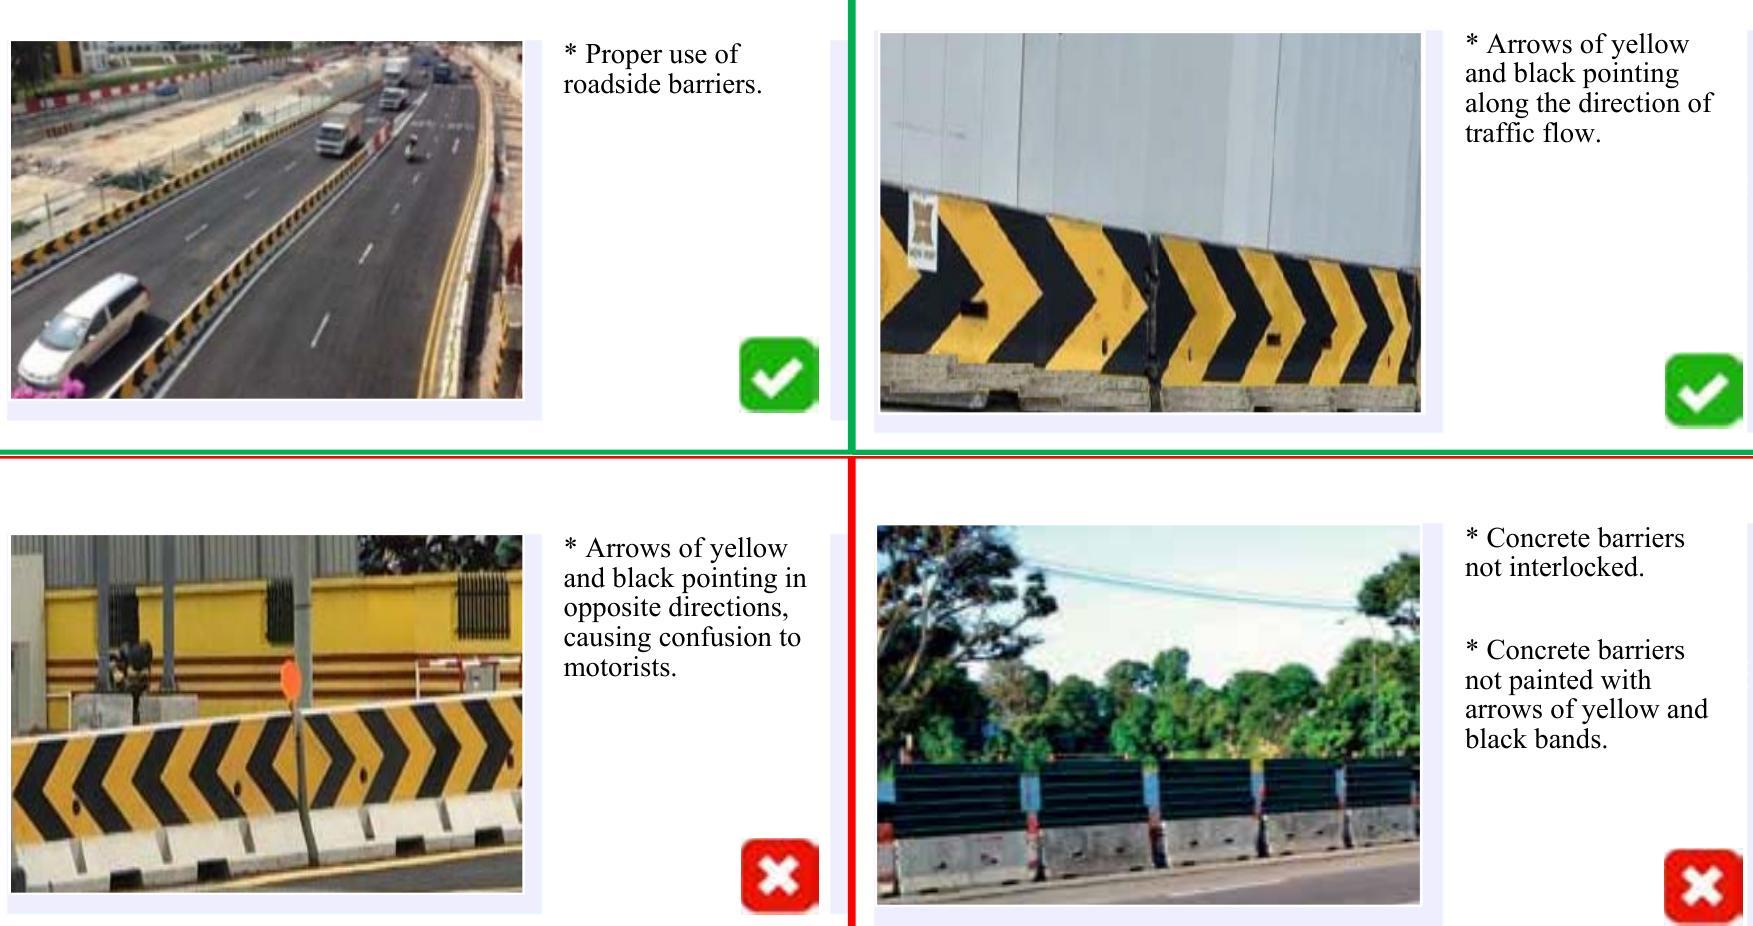 * Proper use of
roadside barriers.
* Arrows of yellow
and black pointing
along the direction of
traffic flow.
* Arrows of yellow
and black pointing in
opposite directions,
causing confusion to
motorists.
* Concrete barriers
not interlocked.
* Concrete barriers
not painted with
arrows of yellow and
black bands.